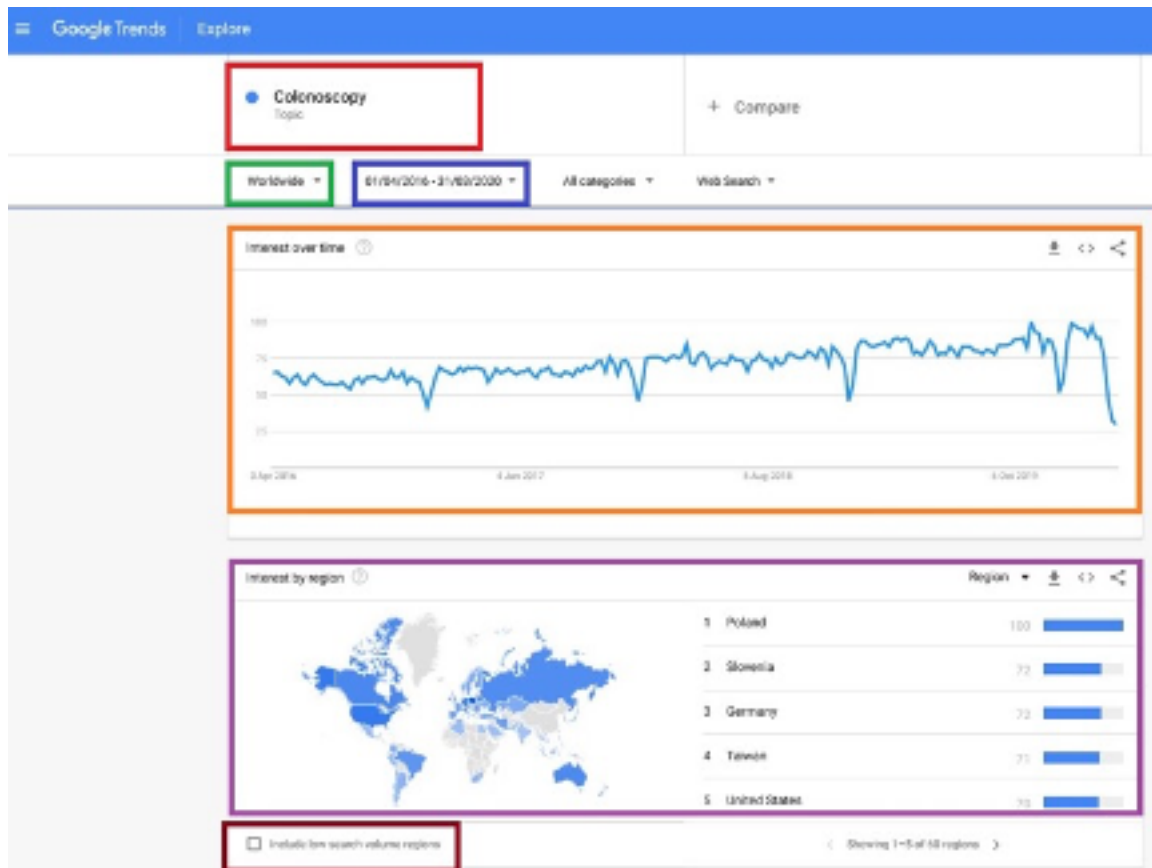 Google Trends Explore
Colonoscopy
Topic
+ Compare
Worldwide 01/04/2016 - 31/03/2020 All categories Web Search
Interest over time
100
75
50
25
3 Apr 2016 4 Jun 2017 5 Aug 2018 6 Oct 2019
Interest by region Region
1 Poland 100
2 Slovenia 72
3 Germany
4 Taiwan 71
5 United States 70
Include low search volume regions Showing 1–5 of 60 regions